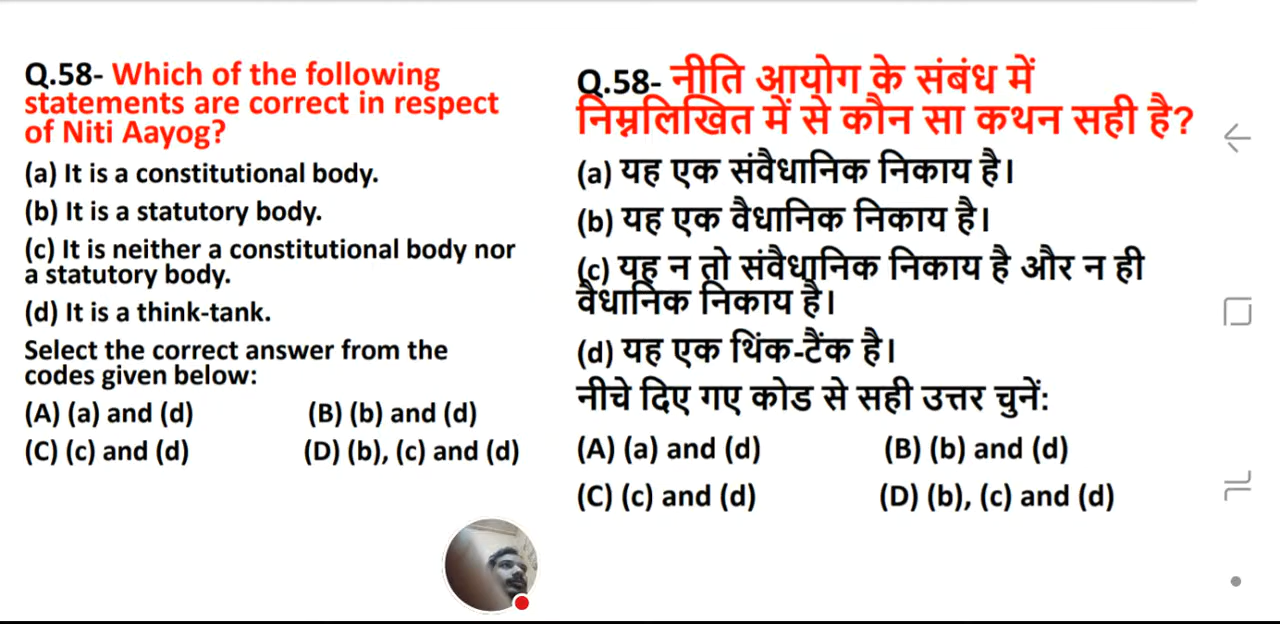 Q.58- Which of the following
statements are correct in respect
of Niti Aayog?
(a) It is a constitutional body.
(b) It is a statutory body.
(c) It is neither a constitutional body nor
a statutory body.
(d) It is a think-tank.
Select the correct answer from the
codes given below:
(A) (a) and (d) (B) (b) and (d)
(C) (c) and (d) (D) (b), (c) and (d)
Q.58- नीति आयोग के संबंध में
निम्नलिखित में से कौन सा कथन सही है?
(a) यह एक संवैधानिक निकाय है।
(b) यह एक वैधानिक निकाय है।
(c) यह न तो संवैधानिक निकाय है और न ही
वैधानिक निकाय है।
(d) यह एक थिंक-टैंक है।
नीचे दिए गए कोड से सही उत्तर चुनें:
(A) (a) and (d) (B) (b) and (d)
(C) (c) and (d) (D) (b), (c) and (d)